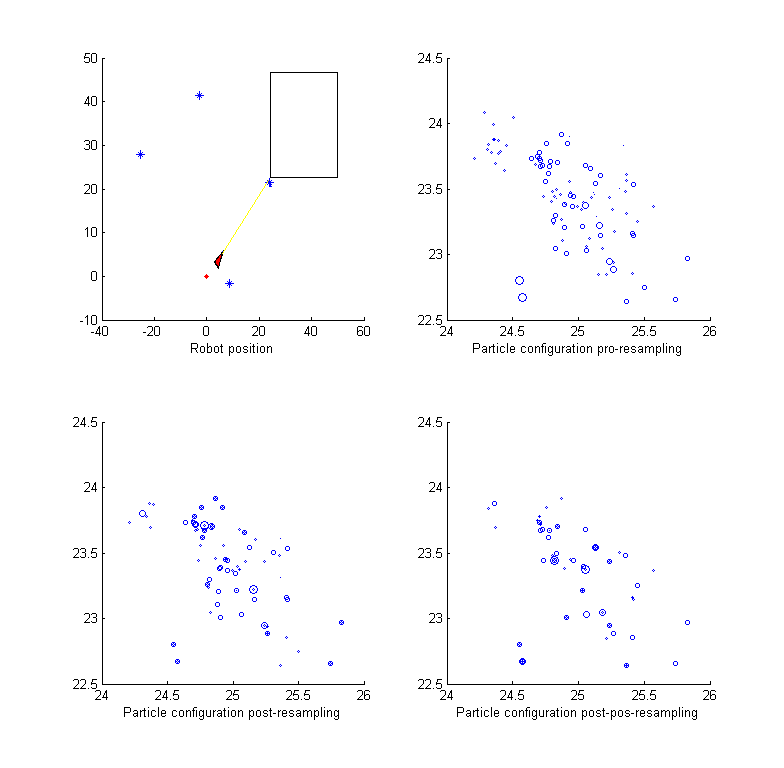 50
40
30
20
10
0
-10
-40 -20 0 20 40 60
Robot position
24.5
24
23.5
23
22.5
24 24.5 25 25.5 26
Particle configuration pro-resampling
24.5
24
23.5
23
22.5
24 24.5 25 25.5 26
Particle configuration post-resampling
24.5
24
23.5
23
22.5
24 24.5 25 25.5 26
Particle configuration post-pos-resampling